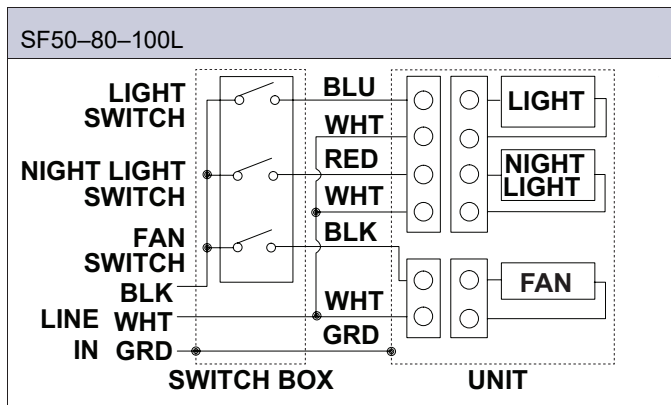 SF50–80–100L
LIGHT
SWITCH
BLU
WHT
LIGHT
NIGHT LIGHT
SWITCH
RED
WHT
NIGHT
LIGHT
FAN
SWITCH
BLK
BLK
FAN
LINE WHT
WHT
IN GRD
GRD
SWITCH BOX
UNIT